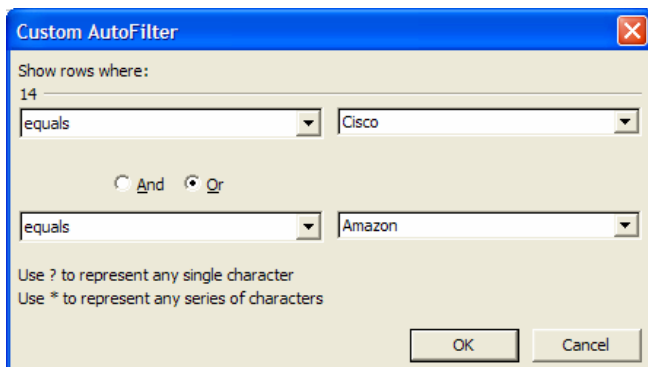 Custom AutoFilter
Show rows where:
14
equals Cisco
And Or
equals Amazon
Use ? to represent any single character
Use * to represent any series of characters
OK Cancel